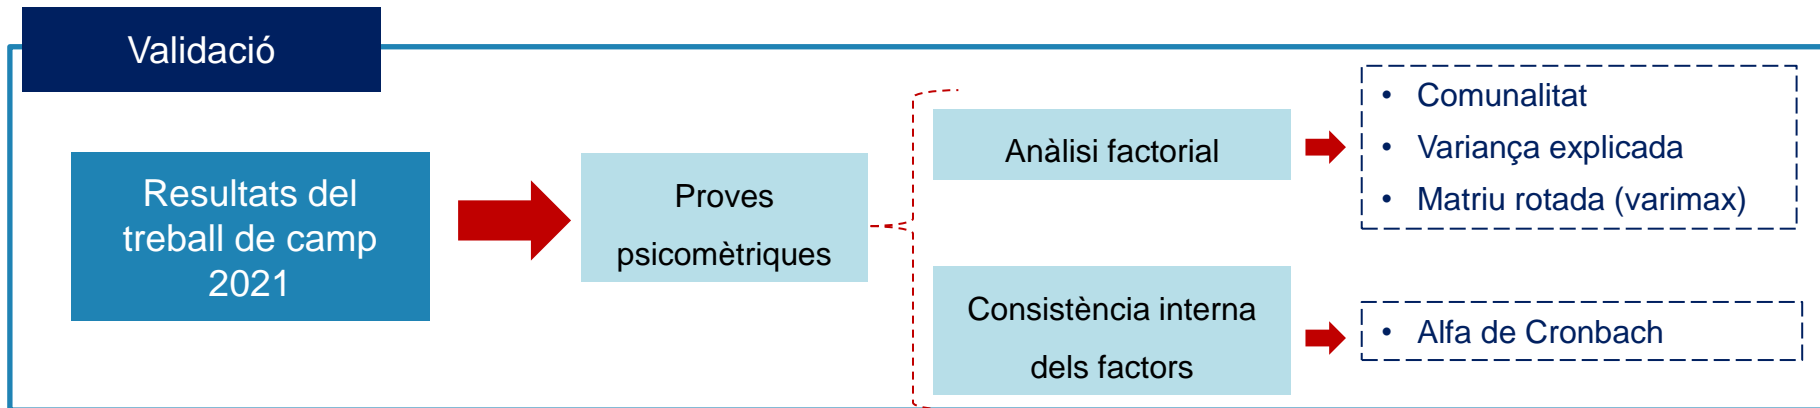 Validació
Resultats del
treball de camp
2021
Proves
psicomètriques
Anàlisi factorial
• Comunalitat
• Variança explicada
• Matriu rotada (varimax)
Consistència interna
dels factors
• Alfa de Cronbach